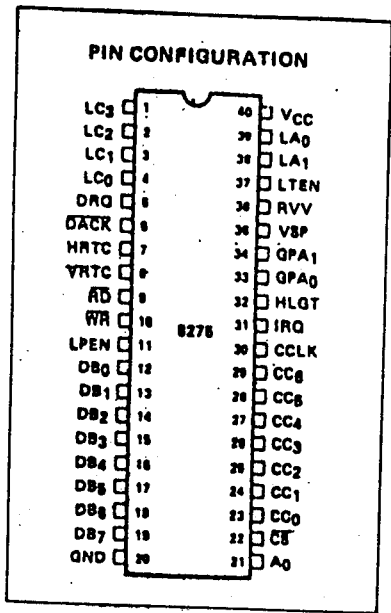 PIN CONFIGURATION
LC3 1 40 VCC
LC2 2 39 LA0
LC1 3 38 LA1
LC0 4 37 LTEN
DRQ 5 36 RVV
DACK 6 35 VSP
HRTC 7 34 GPA1
VRTC 8 33 GPA0
RD 9 32 HLGT
WR 10 31 IRQ
LPEN 11 8275 30 CCLK
DB0 12 29 CC6
DB1 13 28 CC5
DB2 14 27 CC4
DB3 15 26 CC3
DB4 16 25 CC2
DB5 17 24 CC1
DB6 18 23 CC0
DB7 19 22 CS
GND 20 21 A0